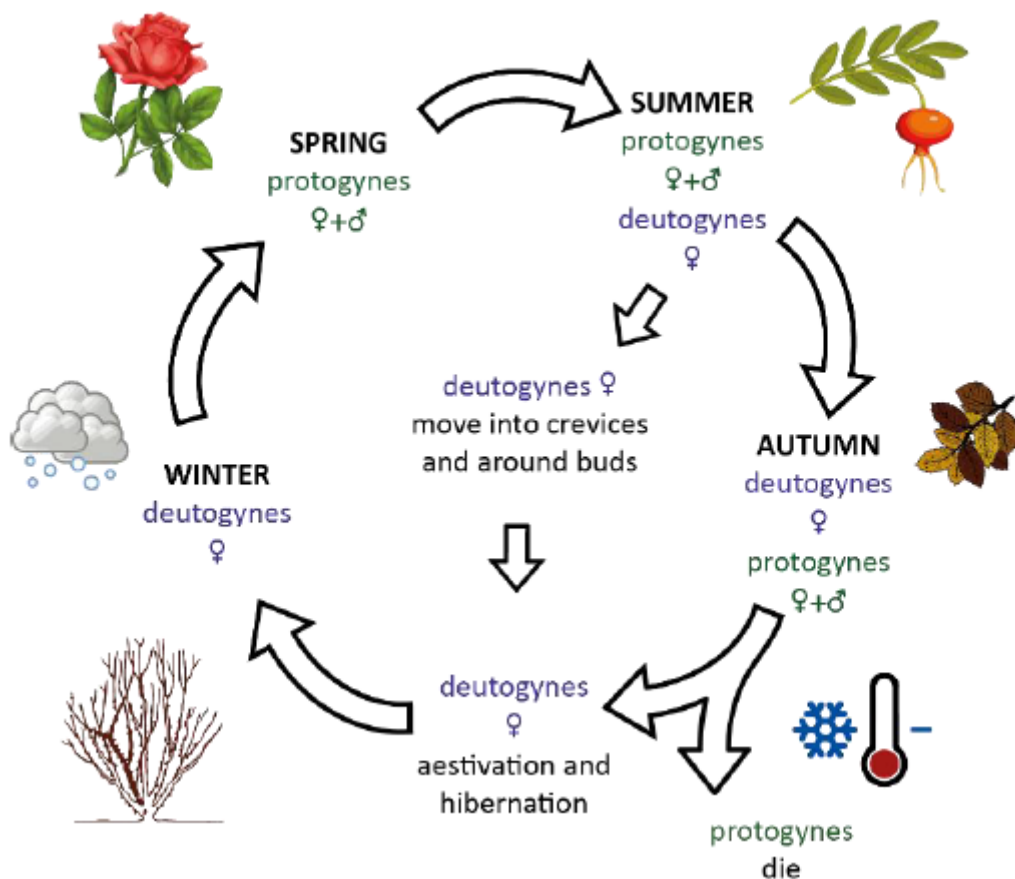 SPRING
protogynes
♀+♂
SUMMER
protogynes
♀+♂
deutogynes
♀
deutogynes ♀
move into crevices
and around buds
AUTUMN
deutogynes
♀
protogynes
♀+♂
WINTER
deutogynes
♀
deutogynes
♀
aestivation and
hibernation
protogynes
die